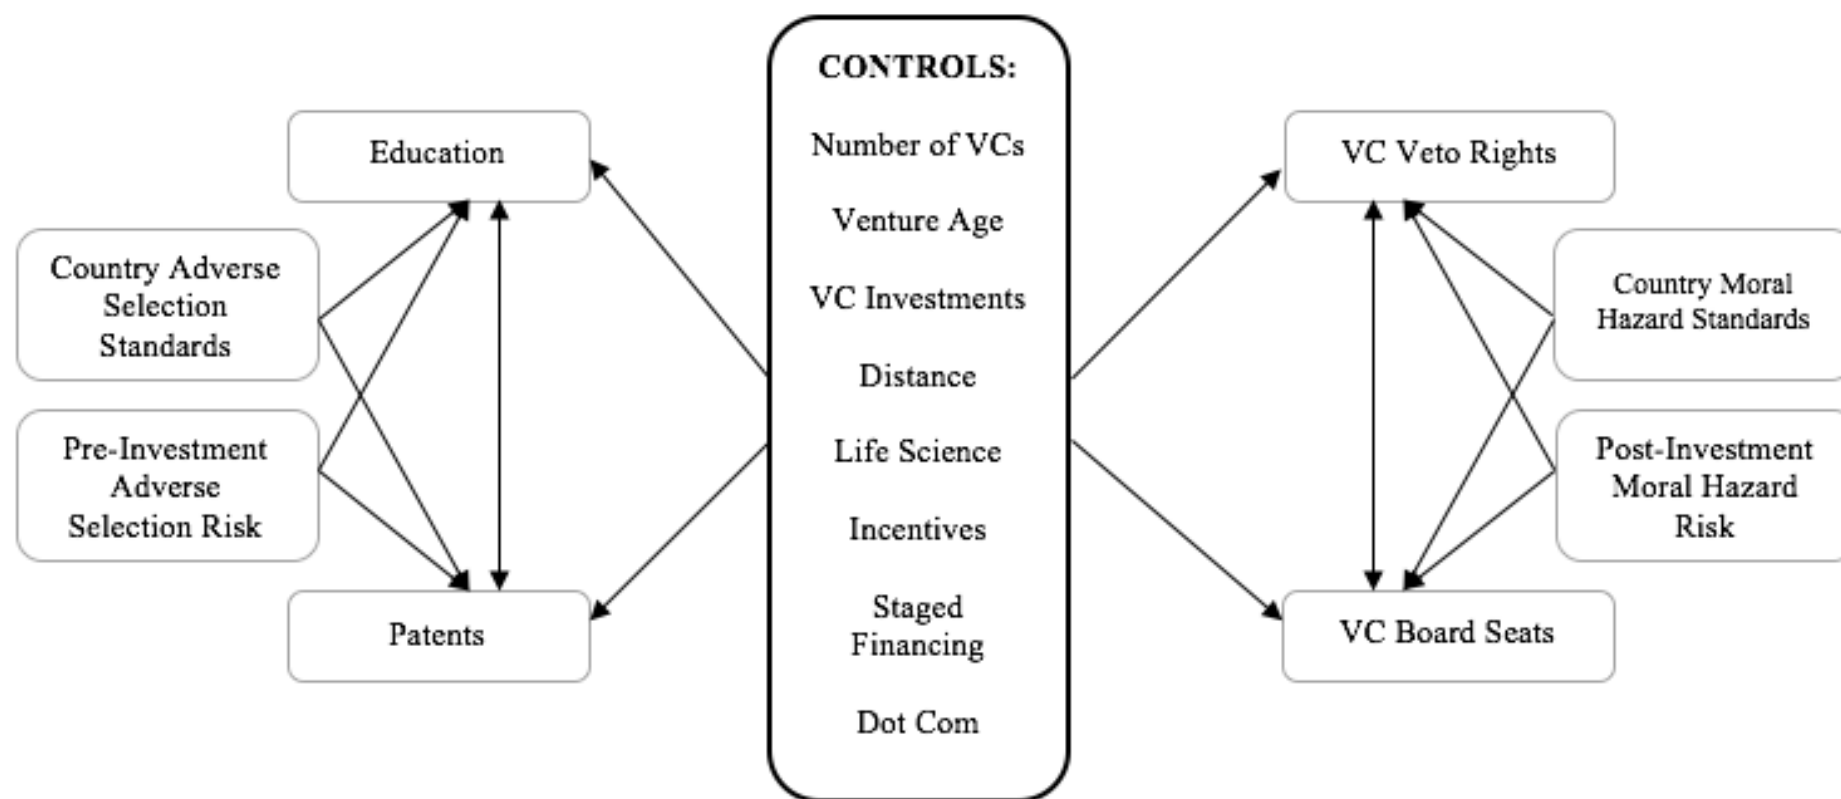 CONTROLS:
Number of VCs
Venture Age
VC Investments
Distance
Life Science
Incentives
Staged
Financing
Dot Com
Education
Country Adverse
Selection
Standards
Pre-Investment
Adverse
Selection Risk
Patents
VC Veto Rights
Country Moral
Hazard Standards
Post-Investment
Moral Hazard
Risk
VC Board Seats